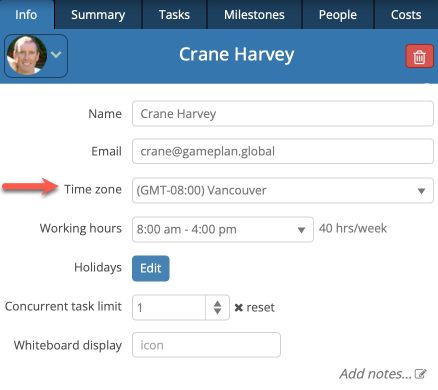 Info Summary Tasks Milestones People Costs
Crane Harvey
Name Crane Harvey
Email crane@gameplan.global
Time zone (GMT-08:00) Vancouver
Working hours 8:00 am - 4:00 pm 40 hrs/week
Holidays Edit
Concurrent task limit 1 reset
Whiteboard display icon
Add notes...